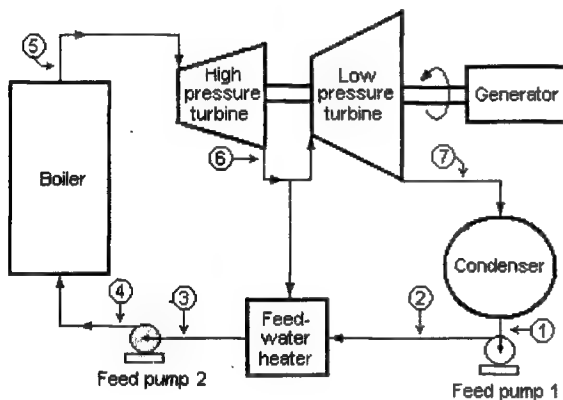 5
High
pressure
turbine
Low
pressure
turbine
Generator
6
7
Boiler
Condenser
4
3
2
1
Feed-
water
heater
Feed pump 2
Feed pump 1